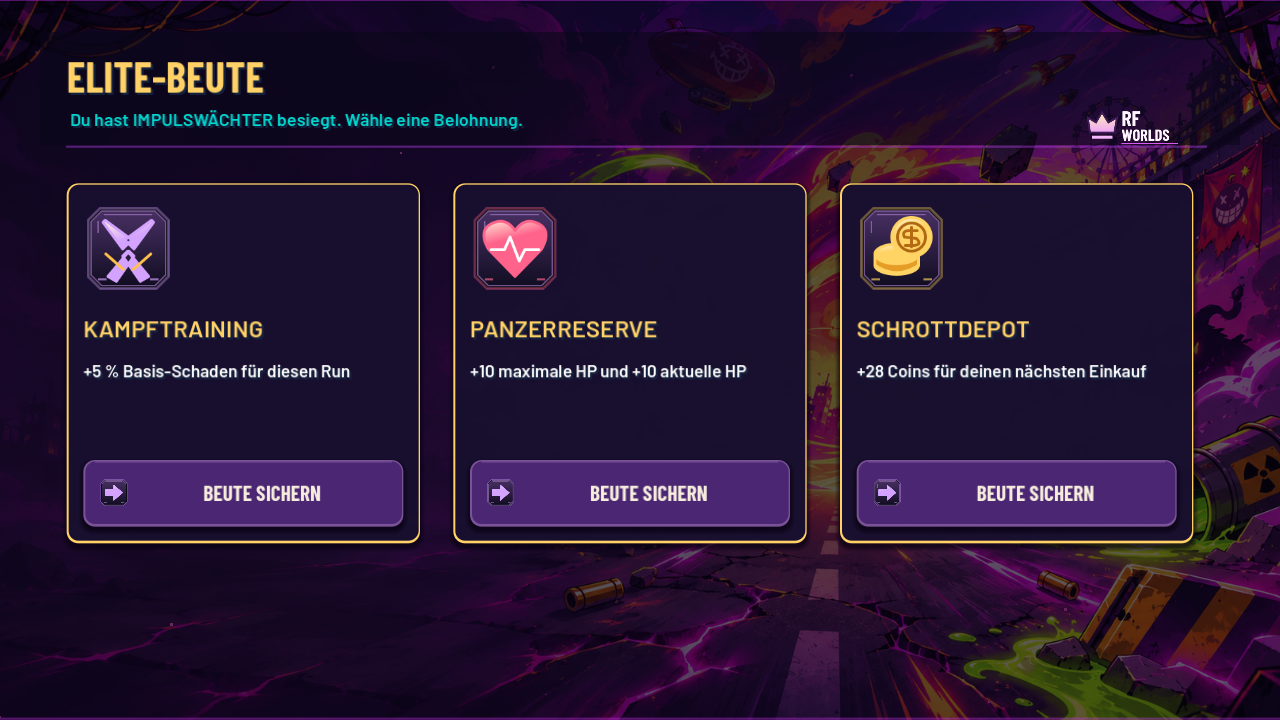 ELITE-BEUTE
Du hast IMPULSWÄCHTER besiegt. Wähle eine Belohnung.
RF
WORLDS
KAMPFTRAINING
+5 % Basis-Schaden für diesen Run
BEUTE SICHERN
PANZERRESERVE
+10 maximale HP und +10 aktuelle HP
BEUTE SICHERN
SCHROTTDEPOT
+28 Coins für deinen nächsten Einkauf
BEUTE SICHERN